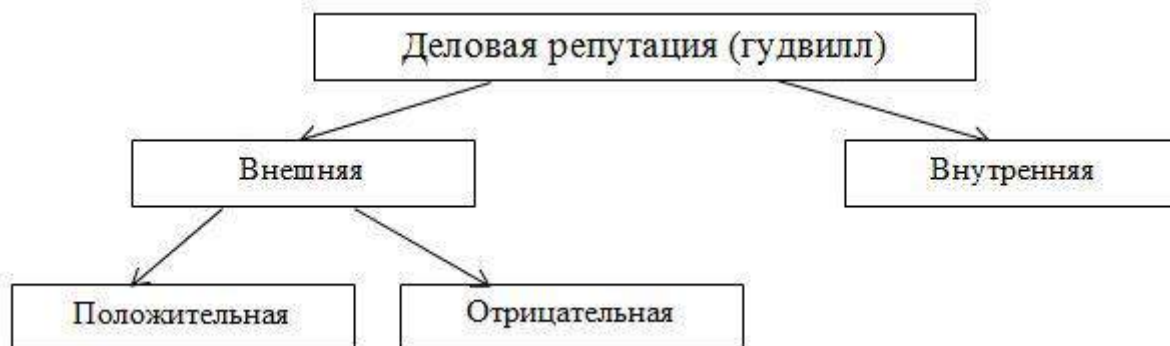 Деловая репутация (гудвилл)
Внешняя
Внутренняя
Положительная
Отрицательная